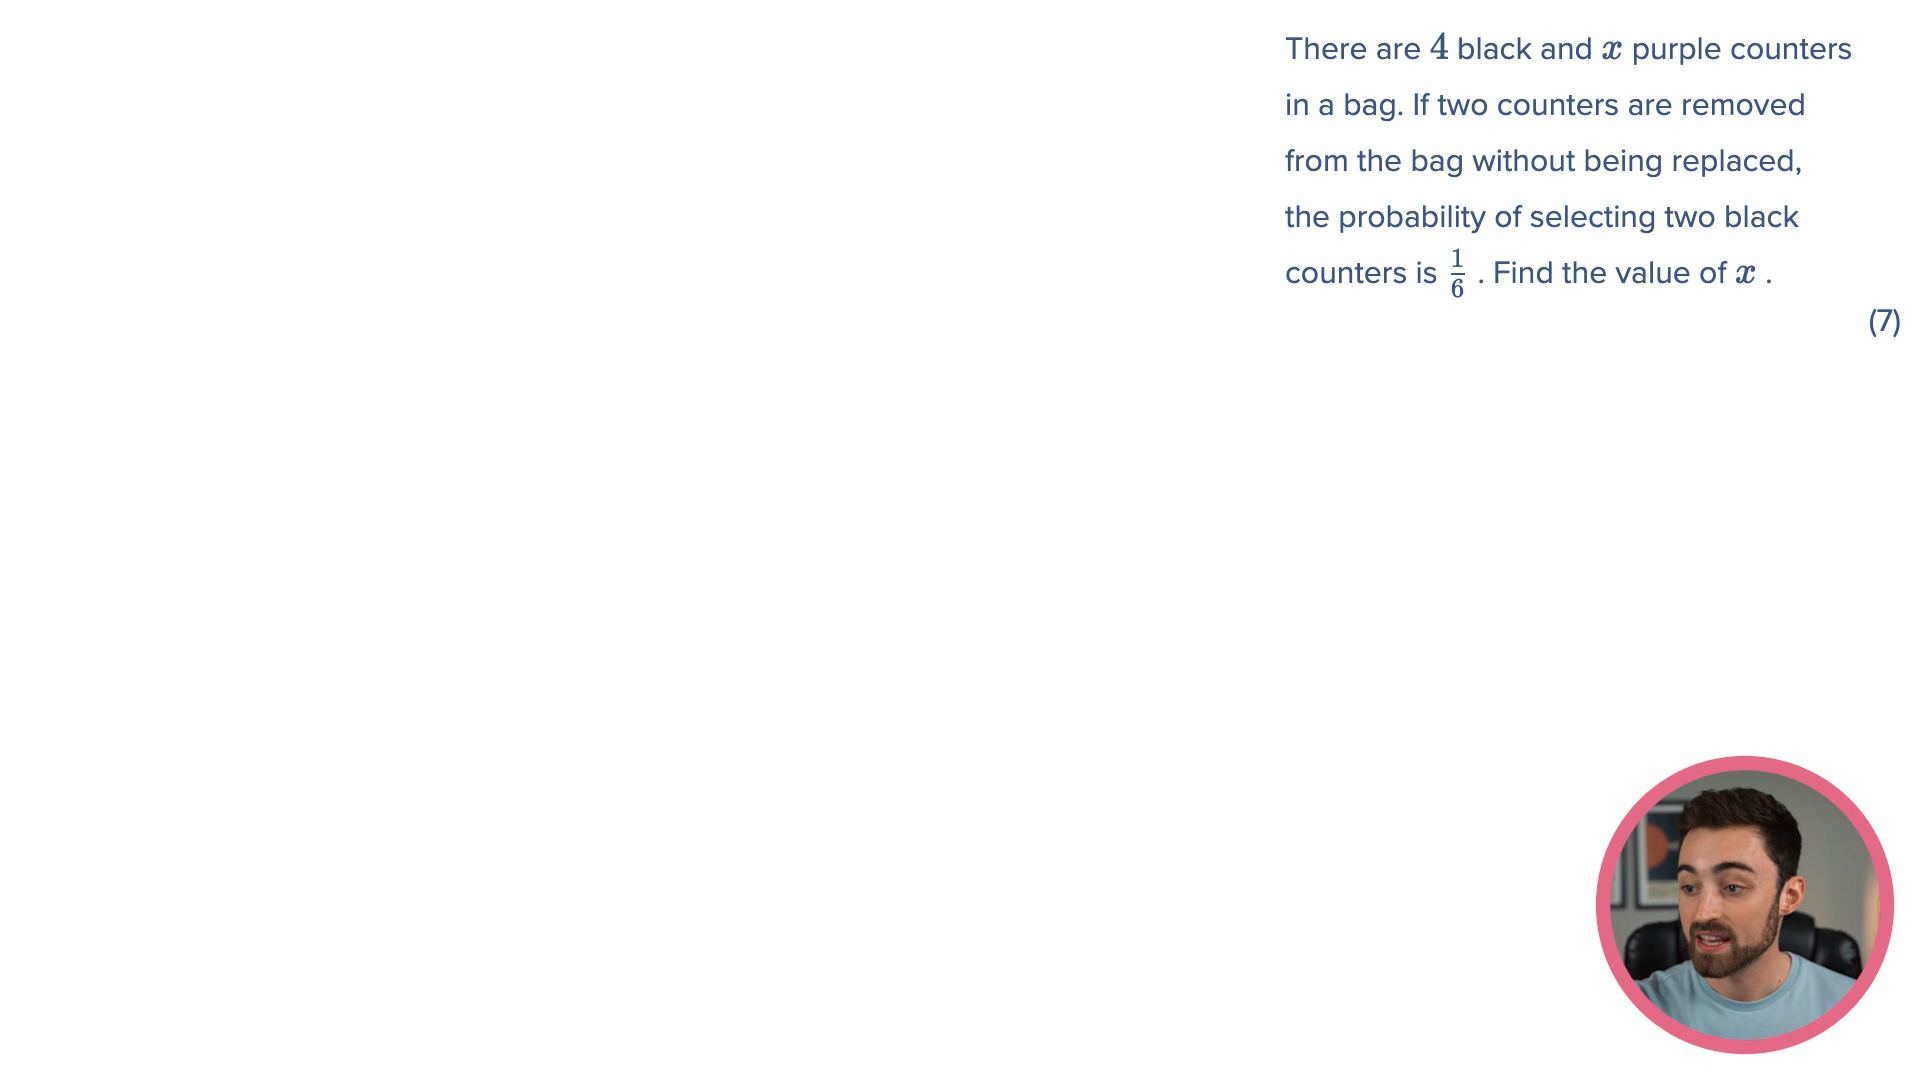 There are 4 black and x purple counters
in a bag. If two counters are removed
from the bag without being replaced,
the probability of selecting two black
counters is 1/6 . Find the value of x .
(7)